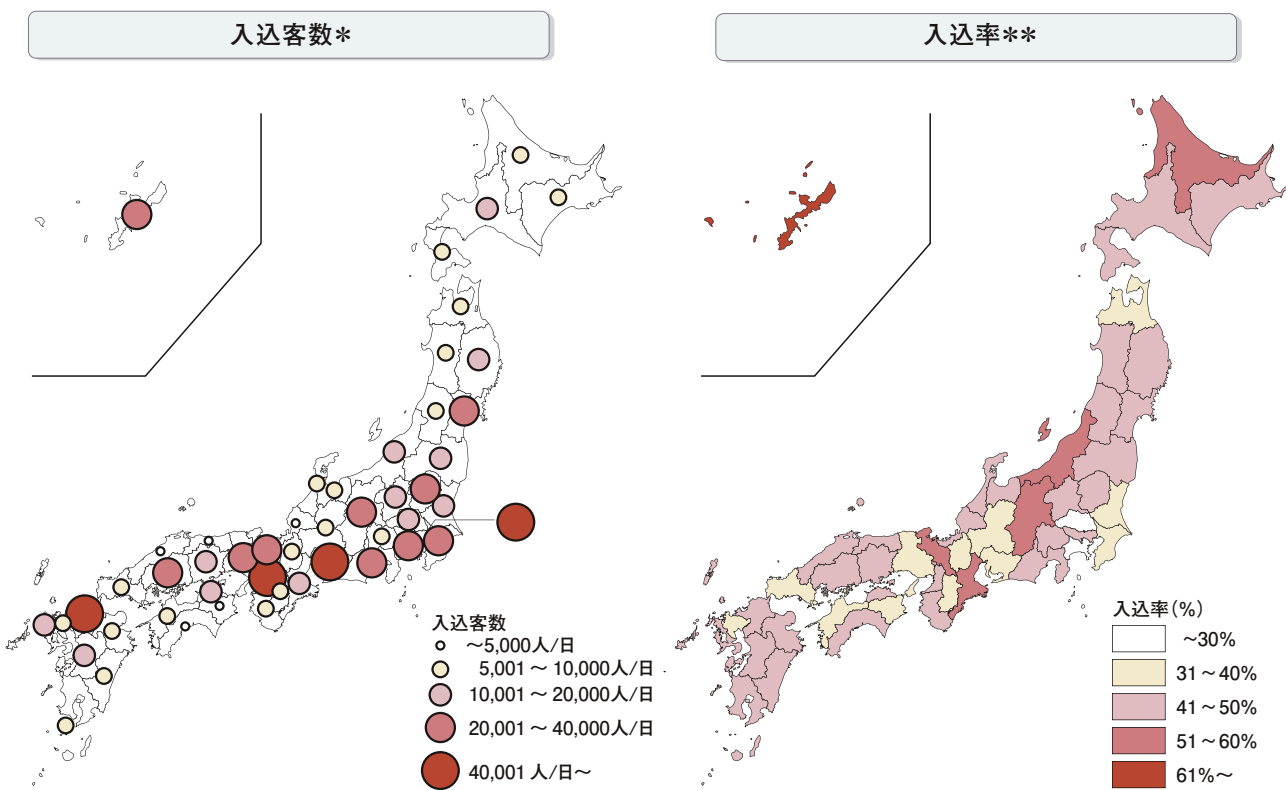 入込客数*
入込率**
入込客数
～5,000人/日
5,001 ～ 10,000人/日
10,001 ～ 20,000人/日
20,001 ～ 40,000人/日
40,001 人/日～
入込率(%)
～30%
31～40%
41～50%
51～60%
61%～